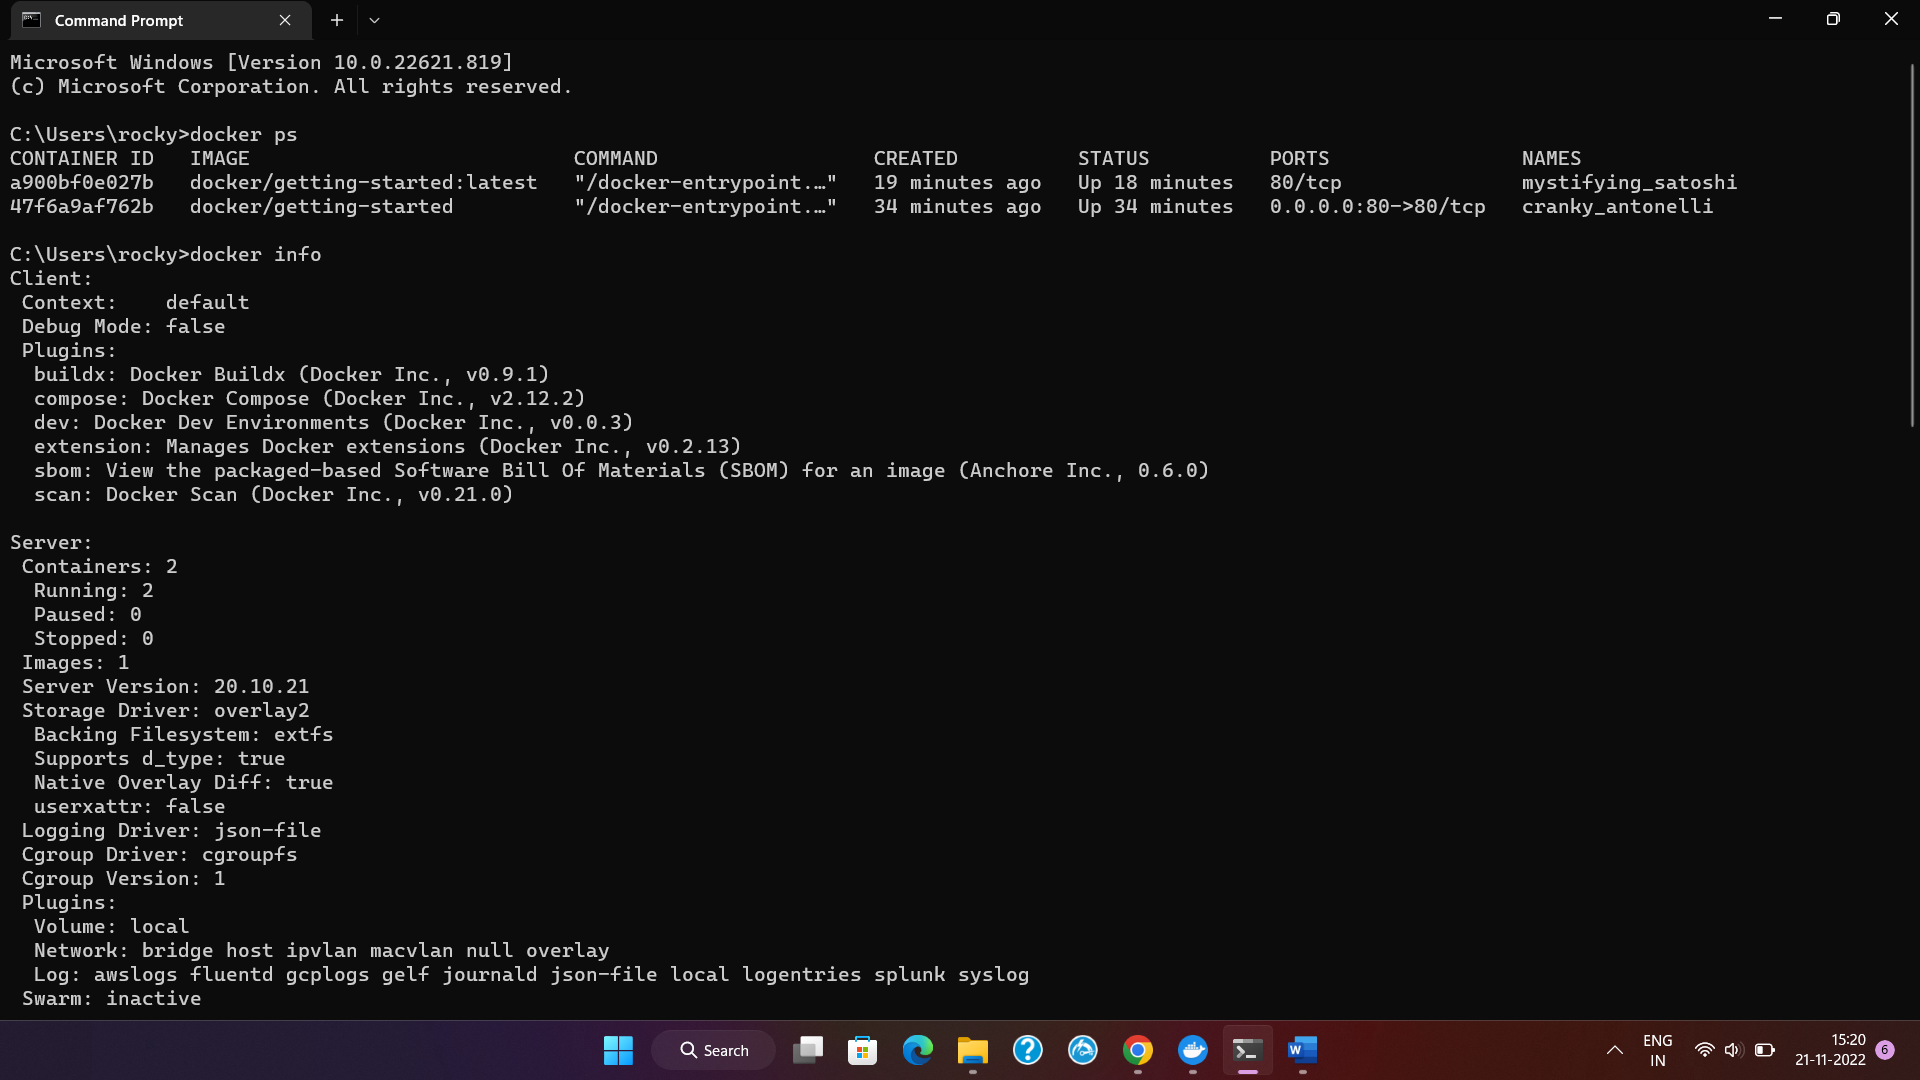 Command Prompt
Microsoft Windows [Version 10.0.22621.819]
(c) Microsoft Corporation. All rights reserved.
C:\Users\rocky>docker ps
CONTAINER ID   IMAGE                           COMMAND                  CREATED          STATUS          PORTS                NAMES
a900bf0e027b   docker/getting-started:latest   "/docker-entrypoint.…"   19 minutes ago   Up 18 minutes   80/tcp               mystifying_satoshi
47f6a9af762b   docker/getting-started          "/docker-entrypoint.…"   34 minutes ago   Up 34 minutes   0.0.0.0:80->80/tcp   cranky_antonelli
C:\Users\rocky>docker info
Client:
 Context:    default
 Debug Mode: false
 Plugins:
  buildx: Docker Buildx (Docker Inc., v0.9.1)
  compose: Docker Compose (Docker Inc., v2.12.2)
  dev: Docker Dev Environments (Docker Inc., v0.0.3)
  extension: Manages Docker extensions (Docker Inc., v0.2.13)
  sbom: View the packaged-based Software Bill Of Materials (SBOM) for an image (Anchore Inc., 0.6.0)
  scan: Docker Scan (Docker Inc., v0.21.0)
Server:
 Containers: 2
  Running: 2
  Paused: 0
  Stopped: 0
 Images: 1
 Server Version: 20.10.21
 Storage Driver: overlay2
  Backing Filesystem: extfs
  Supports d_type: true
  Native Overlay Diff: true
  userxattr: false
 Logging Driver: json-file
 Cgroup Driver: cgroupfs
 Cgroup Version: 1
 Plugins:
  Volume: local
  Network: bridge host ipvlan macvlan null overlay
  Log: awslogs fluentd gcplogs gelf journald json-file local logentries splunk syslog
 Swarm: inactive
Search
ENG
IN
15:20
21-11-2022
6